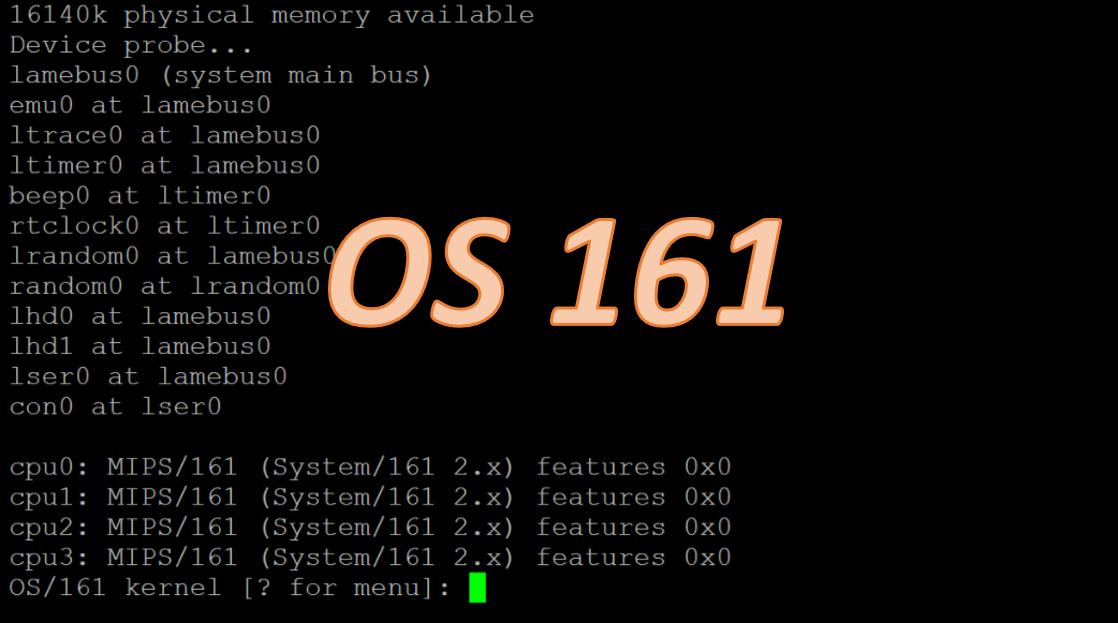 16140k physical memory available
Device probe...
lamebus0 (system main bus)
emu0 at lamebus0
ltrace0 at lamebus0
ltimer0 at lamebus0
beep0 at ltimer0
rtclock0 at ltimer0
lrandom0 at lamebus0
random0 at lrandom0
lhd0 at lamebus0
lhd1 at lamebus0
lser0 at lamebus0
con0 at lser0
OS 161
cpu0: MIPS/161 (System/161 2.x) features 0x0
cpu1: MIPS/161 (System/161 2.x) features 0x0
cpu2: MIPS/161 (System/161 2.x) features 0x0
cpu3: MIPS/161 (System/161 2.x) features 0x0
OS/161 kernel [? for menu]: